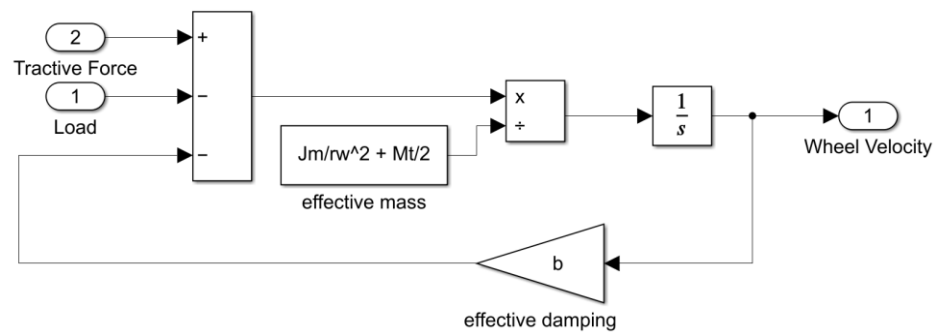 2
+
Tractive Force
1
−
Load
−
x
÷
Jm/rw^2 + Mt/2
effective mass
1
s
1
Wheel Velocity
b
effective damping